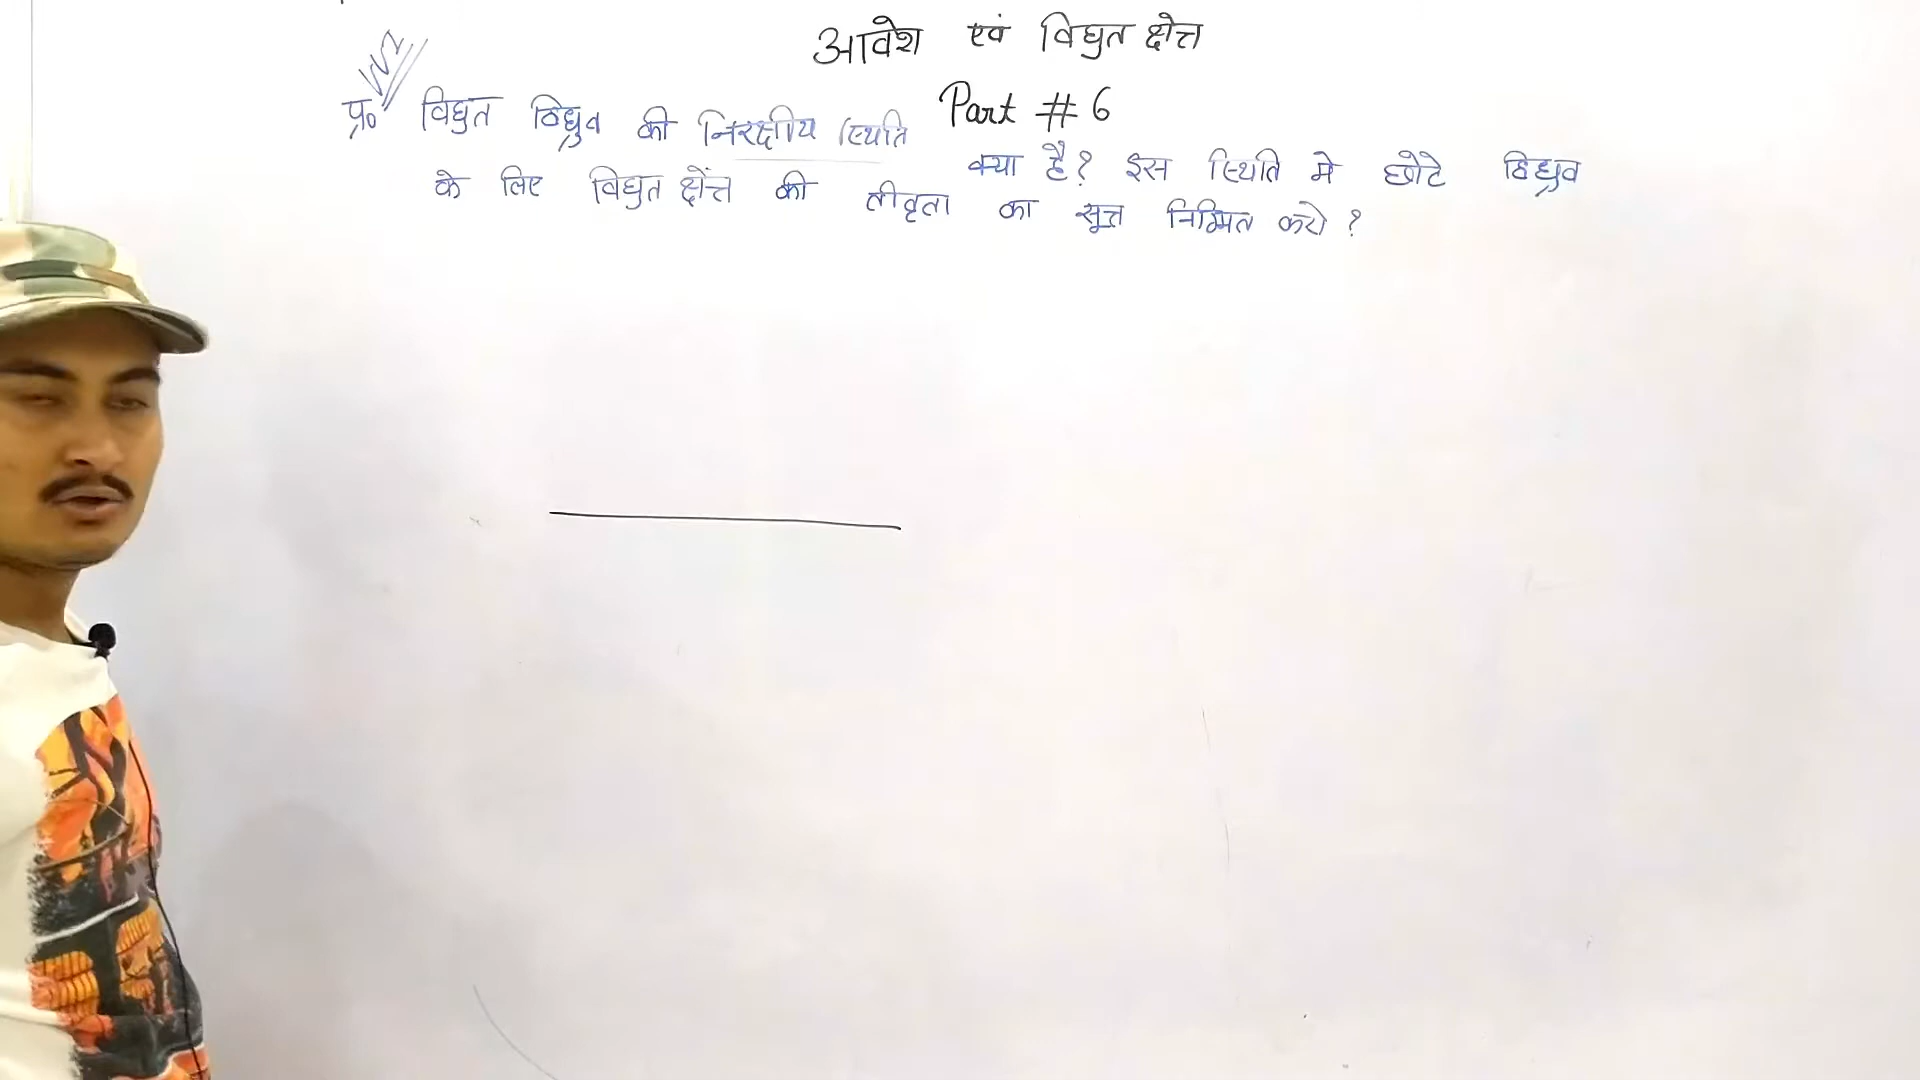 आवेश एवं विद्युत क्षेत्र
Part # 6
प्र० विद्युत द्विध्रुव की निरक्षीय स्थिति क्या है? इस स्थिति मे छोटे द्विध्रुव
के लिए विद्युत क्षेंत्र की तीव्रता का सूत्र निर्मित करो?